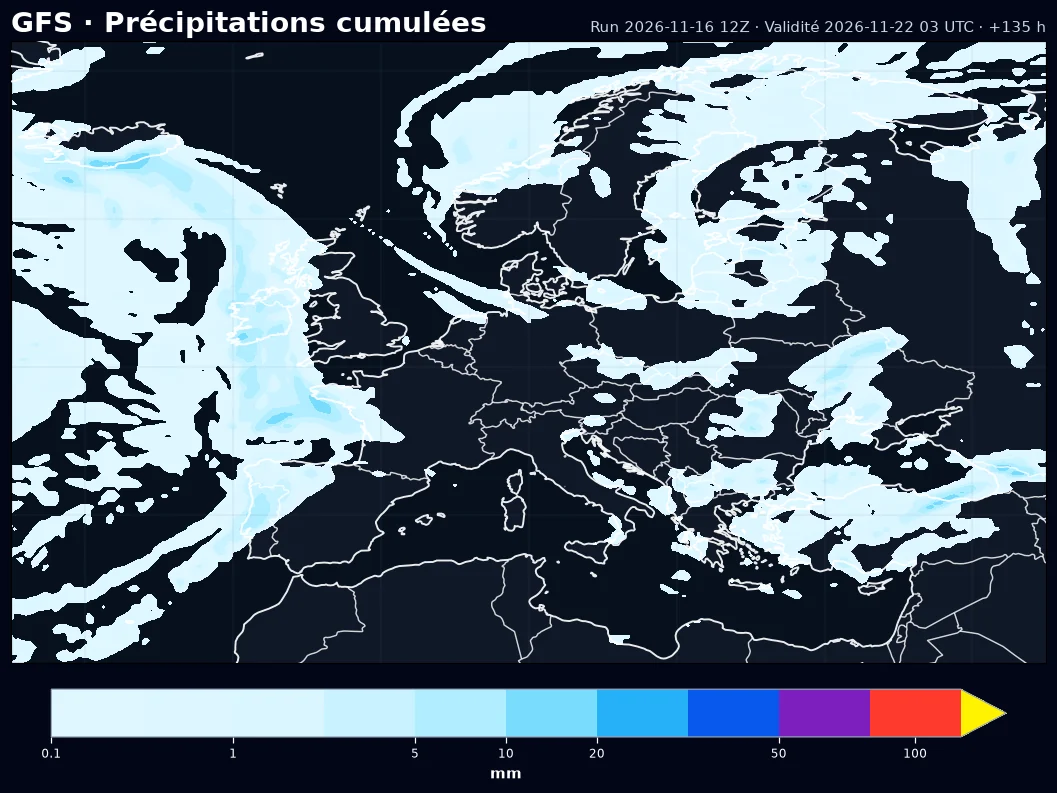 GFS · Précipitations cumulées
Run 2026-11-16 12Z · Validité 2026-11-22 03 UTC · +135 h
0.1 1 5 10 20 50 100
mm